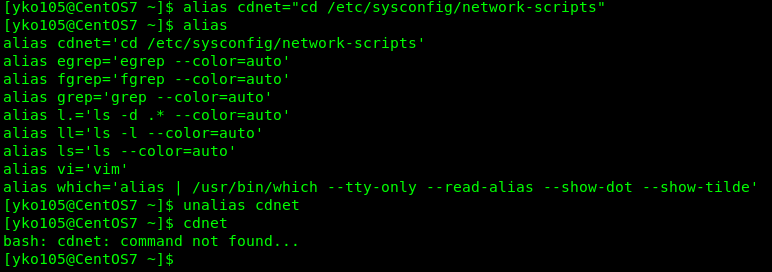 [yko105@CentOS7 ~]$ alias cdnet="cd /etc/sysconfig/network-scripts"
[yko105@CentOS7 ~]$ alias
alias cdnet='cd /etc/sysconfig/network-scripts'
alias egrep='egrep --color=auto'
alias fgrep='fgrep --color=auto'
alias grep='grep --color=auto'
alias l.='ls -d .* --color=auto'
alias ll='ls -l --color=auto'
alias ls='ls --color=auto'
alias vi='vim'
alias which='alias | /usr/bin/which --tty-only --read-alias --show-dot --show-tilde'
[yko105@CentOS7 ~]$ unalias cdnet
[yko105@CentOS7 ~]$ cdnet
bash: cdnet: command not found...
[yko105@CentOS7 ~]$